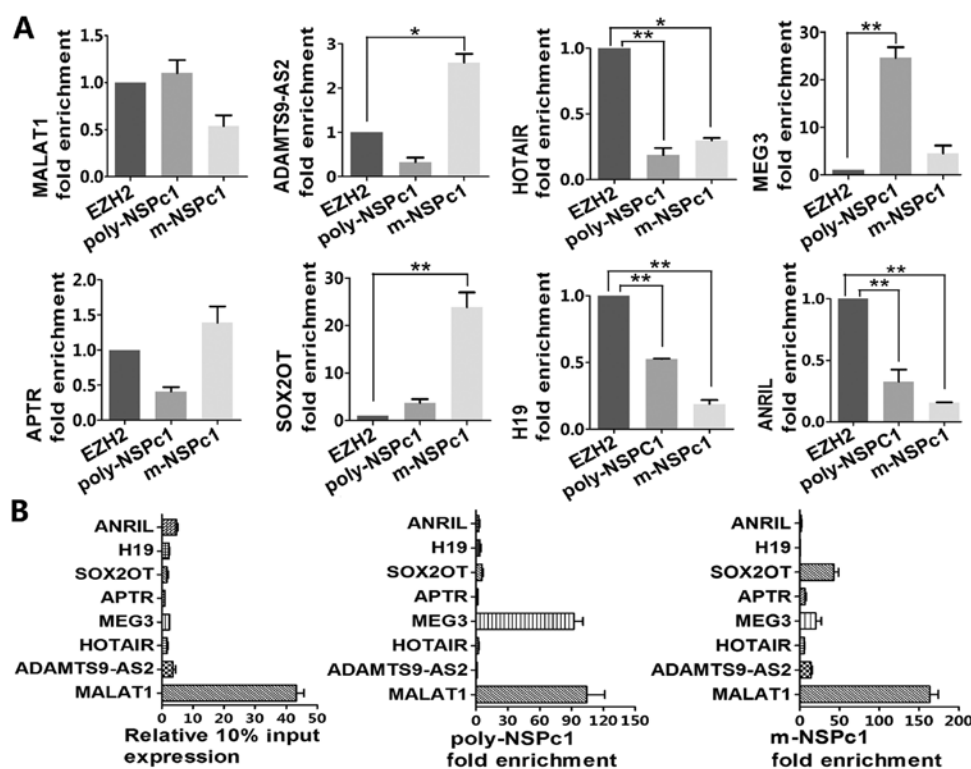 A
MALAT1
fold enrichment
1.5
1.0
0.5
0.0
EZH2
poly-NSPc1
m-NSPc1
ADAMTS9-AS2
fold enrichment
3
2
1
0
*
EZH2
poly-NSPc1
m-NSPc1
HOTAIR
fold enrichment
1.0
0.5
0.0
*
**
EZH2
poly-NSPc1
m-NSPc1
MEG3
fold enrichment
30
20
10
0
**
EZH2
poly-NSPc1
m-NSPc1
APTR
fold enrichment
2.0
1.5
1.0
0.5
0.0
EZH2
poly-NSPc1
m-NSPc1
SOX2OT
fold enrichment
30
20
10
0
**
EZH2
poly-NSPc1
m-NSPc1
H19
fold enrichment
1.0
0.5
0.0
**
**
EZH2
poly-NSPC1
m-NSPc1
ANRIL
fold enrichment
1.00
0.75
0.50
0.25
0.00
**
**
EZH2
poly-NSPc1
m-NSPc1
B
ANRIL
H19
SOX2OT
APTR
MEG3
HOTAIR
ADAMTS9-AS2
MALAT1
0 10 20 30 40 50
Relative 10% input
expression
ANRIL
H19
SOX2OT
APTR
MEG3
HOTAIR
ADAMTS9-AS2
MALAT1
0 30 60 90 120 150
poly-NSPc1
fold enrichment
ANRIL
H19
SOX2OT
APTR
MEG3
HOTAIR
ADAMTS9-AS2
MALAT1
0 50 100 150 200
m-NSPc1
fold enrichment